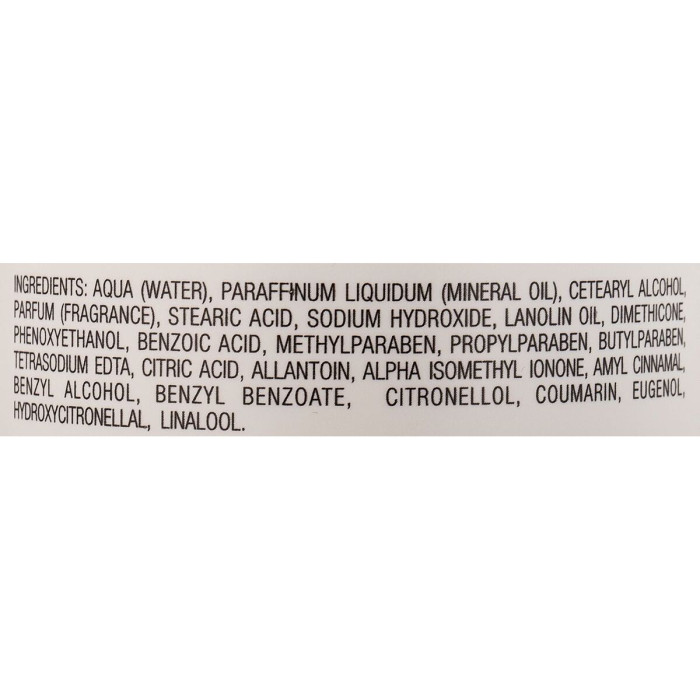 INGREDIENTS: AQUA (WATER), PARAFFINUM LIQUIDUM (MINERAL OIL), CETEARYL ALCOHOL,
PARFUM (FRAGRANCE), STEARIC ACID, SODIUM HYDROXIDE, LANOLIN OIL, DIMETHICONE,
PHENOXYETHANOL, BENZOIC ACID, METHYLPARABEN, PROPYLPARABEN, BUTYLPARABEN,
TETRASODIUM EDTA, CITRIC ACID, ALLANTOIN, ALPHA ISOMETHYL IONONE, AMYL CINNAMAL,
BENZYL ALCOHOL, BENZYL BENZOATE, CITRONELLOL, COUMARIN, EUGENOL,
HYDROXYCITRONELLAL, LINALOOL.